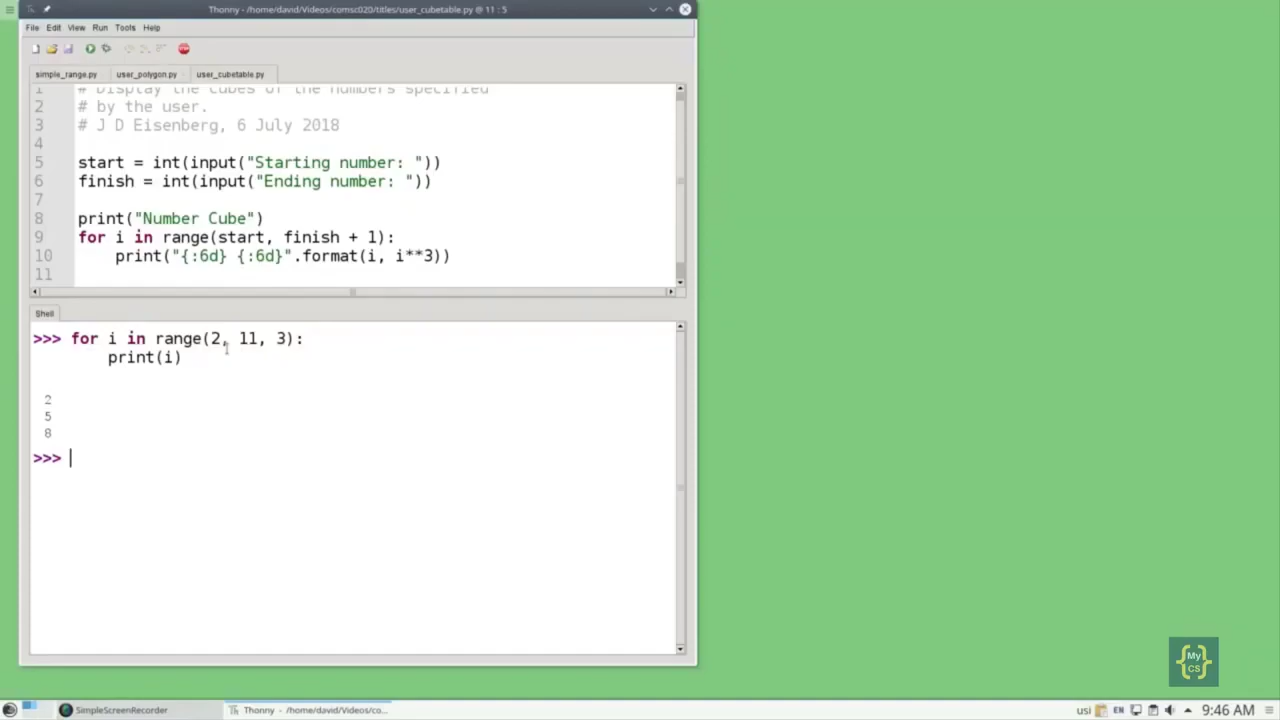 Thonny - /home/david/Videos/comsc020/titles/user_cubetable.py @ 11 : 5
File Edit View Run Tools Help
simple_range.py user_polygon.py user_cubetable.py
1 # Display the cubes of the numbers specified
2 # by the user.
3 # J D Eisenberg, 6 July 2018
4
5 start = int(input("Starting number: "))
6 finish = int(input("Ending number: "))
7
8 print("Number Cube")
9 for i in range(start, finish + 1):
10 print("{:6d} {:6d}".format(i, i**3))
11
Shell
>>> for i in range(2, 11, 3):
print(i)
2
5
8
>>>
My
CS
SimpleScreenRecorder Thonny - /home/david/Videos/co... usi EN 9:46 AM